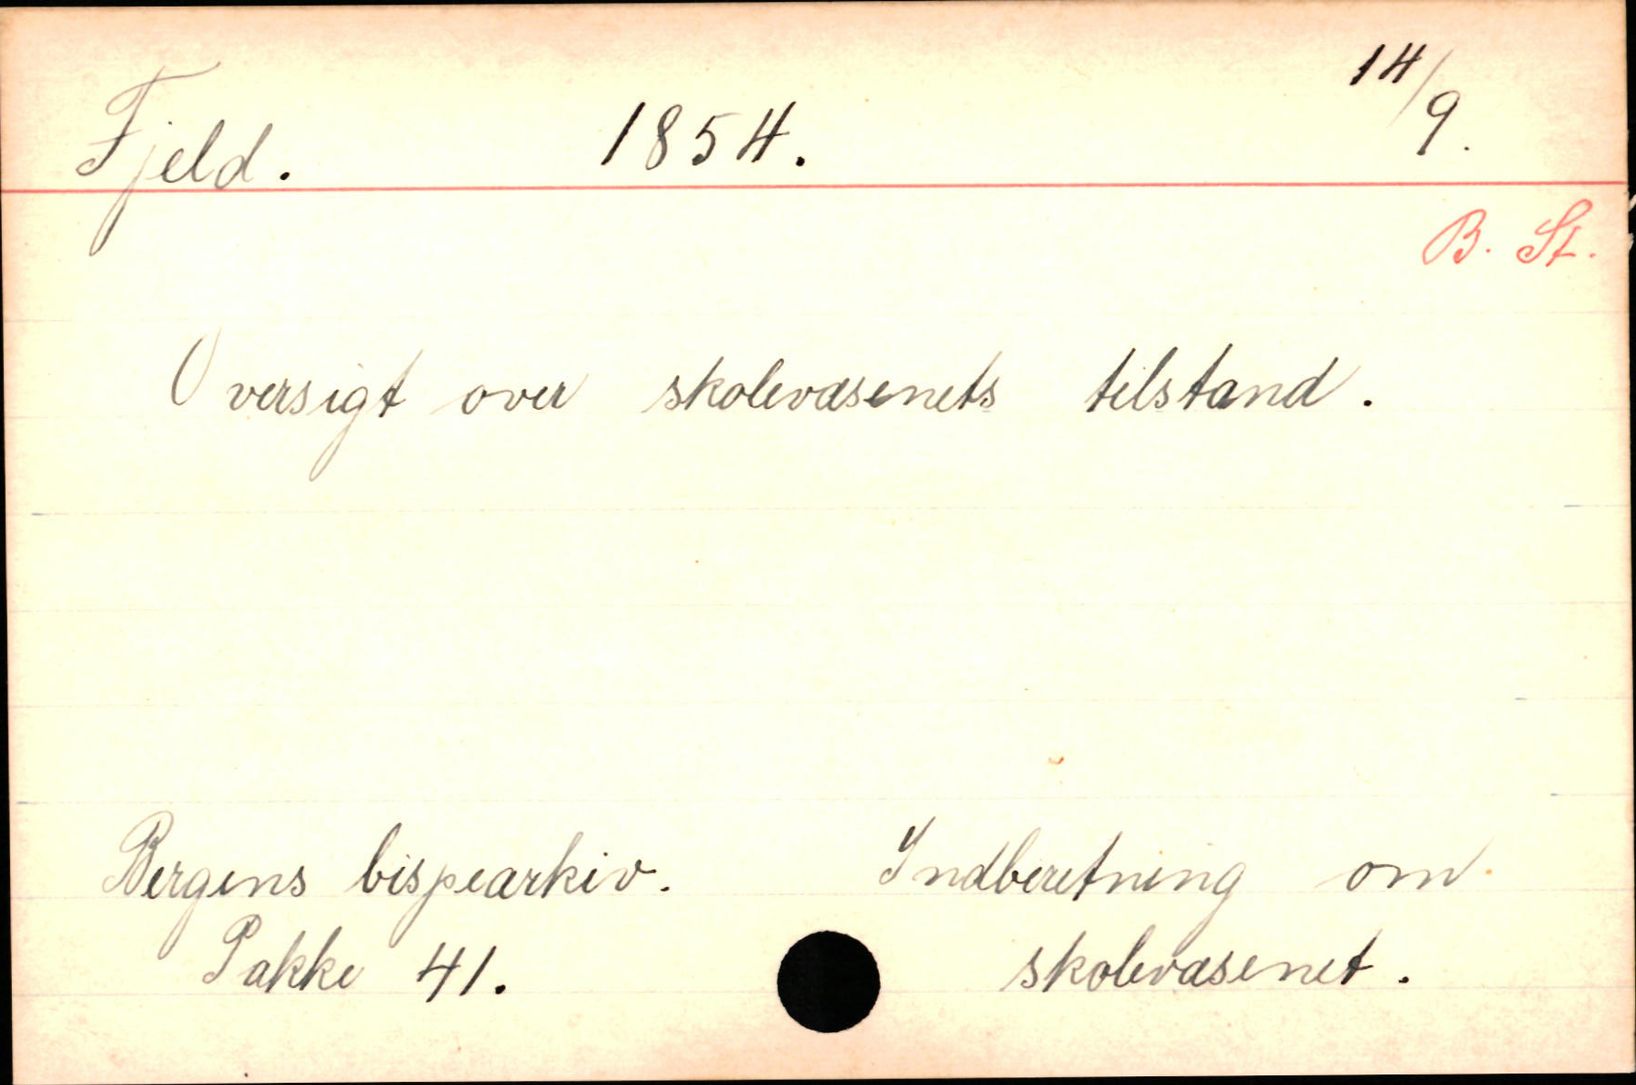 Fjeld. 1854. 14/9.
B. St.
Oversigt over skolevæsenets tilstand.
Bergens bispearkiv. Indberetning om
Pakke 41. skolevæsenet.